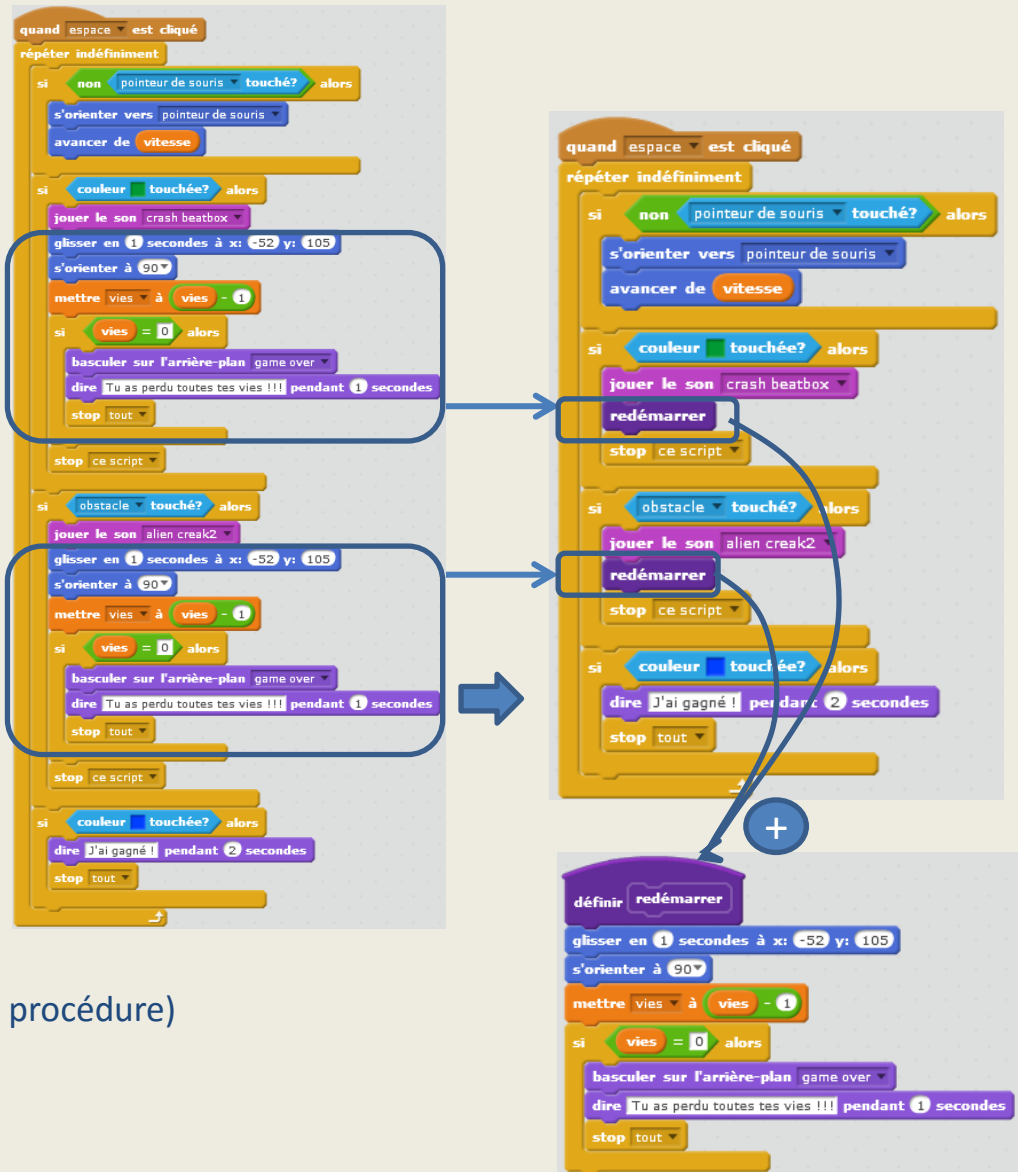 quand espace est cliqué
répéter indéfiniment
si non pointeur de souris touché? alors
s'orienter vers pointeur de souris
avancer de vitesse
si couleur touchée? alors
jouer le son crash beatbox
glisser en 1 secondes à x: -52 y: 105
s'orienter à 90
mettre vies à vies - 1
si vies = 0 alors
basculer sur l'arrière-plan game over
dire Tu as perdu toutes tes vies !!! pendant 1 secondes
stop tout
stop ce script
si obstacle touché? alors
jouer le son alien creak2
glisser en 1 secondes à x: -52 y: 105
s'orienter à 90
mettre vies à vies - 1
si vies = 0 alors
basculer sur l'arrière-plan game over
dire Tu as perdu toutes tes vies !!! pendant 1 secondes
stop tout
stop ce script
si couleur touchée? alors
dire J'ai gagné ! pendant 2 secondes
stop tout
procédure)
quand espace est cliqué
répéter indéfiniment
si non pointeur de souris touché? alors
s'orienter vers pointeur de souris
avancer de vitesse
si couleur touchée? alors
jouer le son crash beatbox
redémarrer
stop ce script
si obstacle touché? alors
jouer le son alien creak2
redémarrer
stop ce script
si couleur touchée? alors
dire J'ai gagné ! pendant 2 secondes
stop tout
+
définir redémarrer
glisser en 1 secondes à x: -52 y: 105
s'orienter à 90
mettre vies à vies - 1
si vies = 0 alors
basculer sur l'arrière-plan game over
dire Tu as perdu toutes tes vies !!! pendant 1 secondes
stop tout